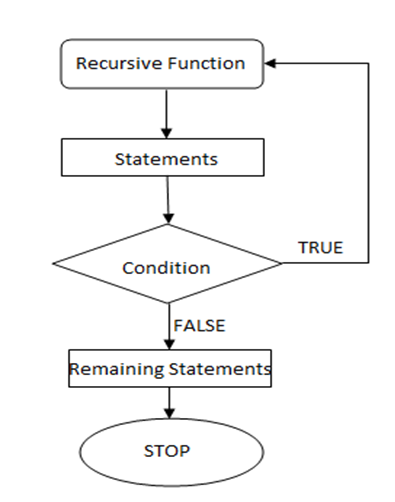 Recursive Function
Statements
Condition
TRUE
FALSE
Remaining Statements
STOP